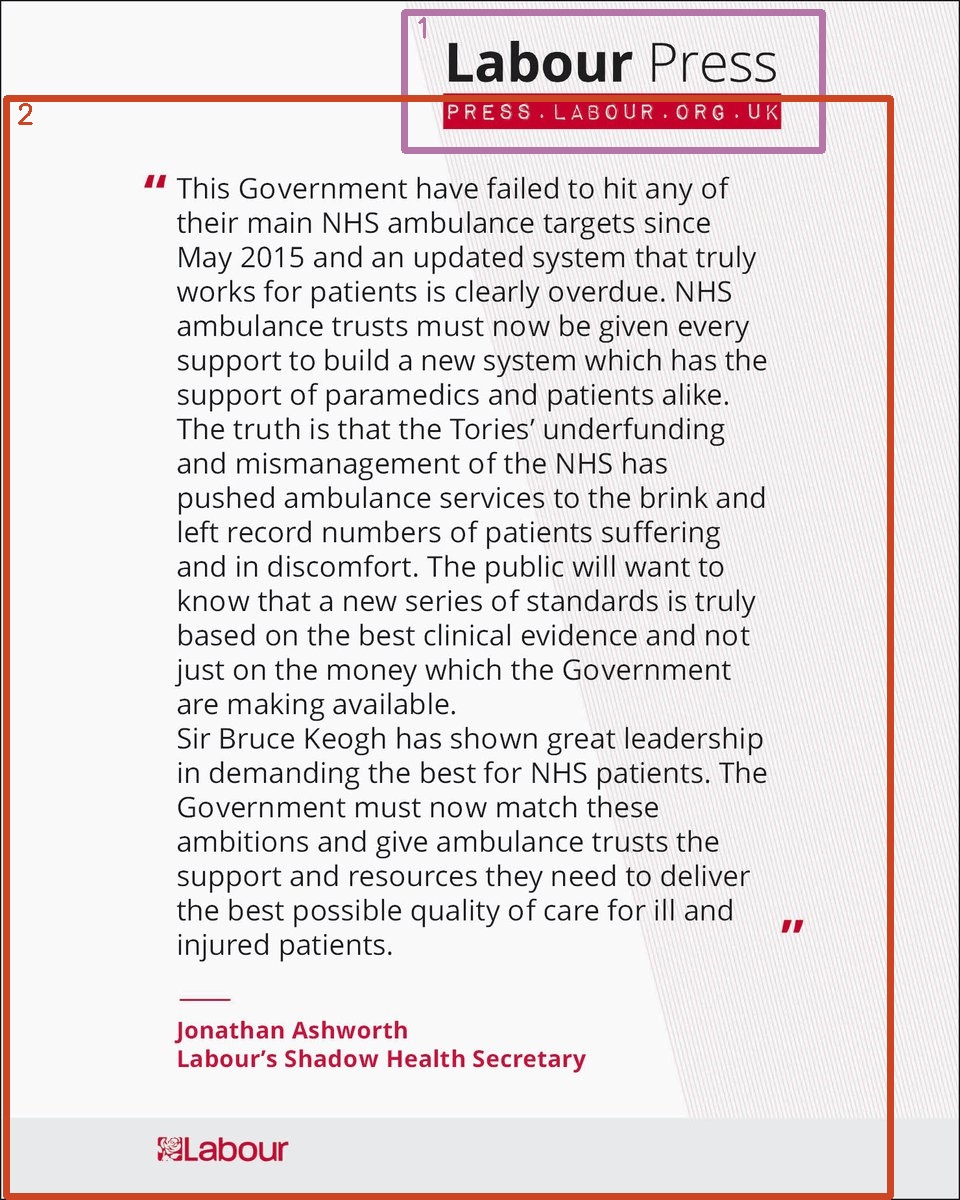 Labour Press
PRESS.LABOUR.ORG.UK
“ This Government have failed to hit any of
their main NHS ambulance targets since
May 2015 and an updated system that truly
works for patients is clearly overdue. NHS
ambulance trusts must now be given every
support to build a new system which has the
support of paramedics and patients alike.
The truth is that the Tories’ underfunding
and mismanagement of the NHS has
pushed ambulance services to the brink and
left record numbers of patients suffering
and in discomfort. The public will want to
know that a new series of standards is truly
based on the best clinical evidence and not
just on the money which the Government
are making available.
Sir Bruce Keogh has shown great leadership
in demanding the best for NHS patients. The
Government must now match these
ambitions and give ambulance trusts the
support and resources they need to deliver
the best possible quality of care for ill and
injured patients. ”
Jonathan Ashworth
Labour’s Shadow Health Secretary
Labour